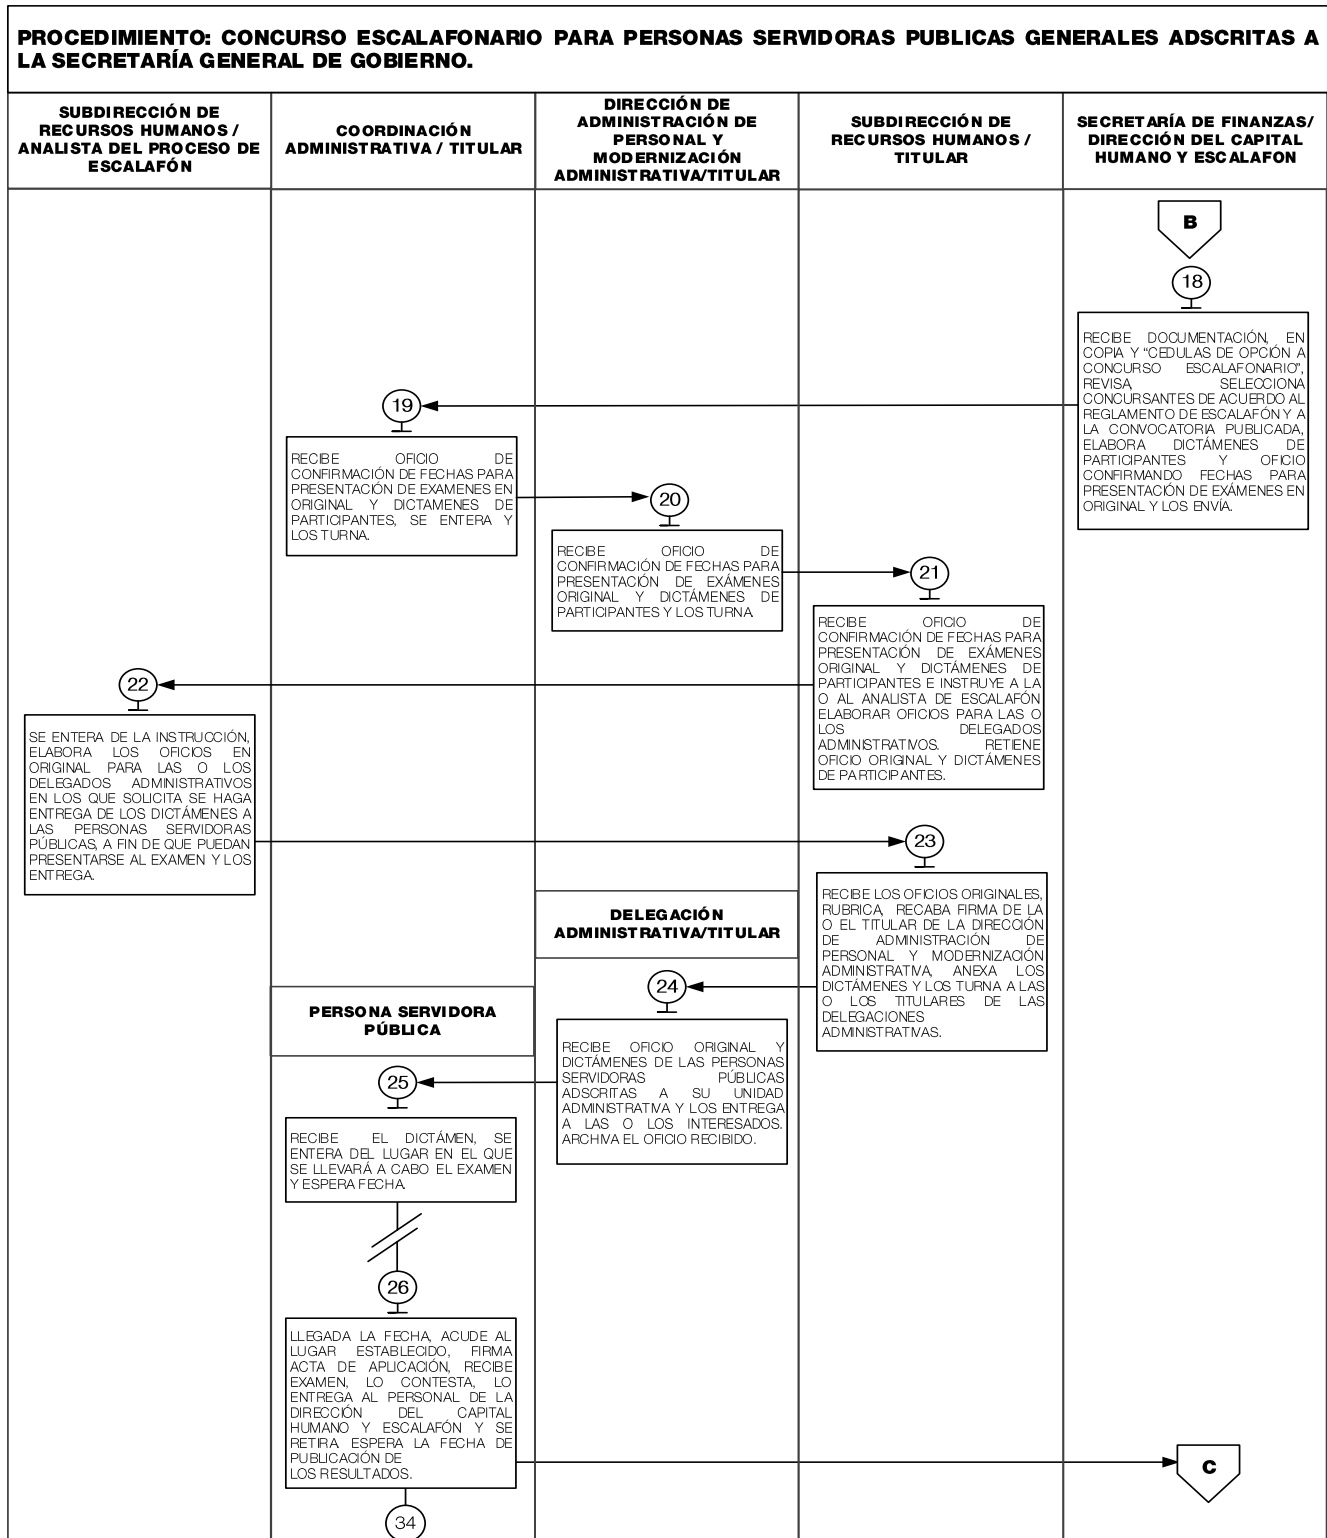 PROCEDIMIENTO: CONCURSO ESCALAFONARIO PARA PERSONAS SERVIDORAS PUBLICAS GENERALES ADSCRITAS A
LA SECRETARÍA GENERAL DE GOBIERNO.
SUBDIRECCIÓN DE
RECURSOS HUMANOS /
ANALISTA DEL PROCESO DE
ESCALAFÓN
COORDINACIÓN
ADMINISTRATIVA / TITULAR
DIRECCIÓN DE
ADMINISTRACIÓN DE
PERSONAL Y
MODERNIZACIÓN
ADMINISTRATIVA/TITULAR
SUBDIRECCIÓN DE
RECURSOS HUMANOS /
TITULAR
SECRETARÍA DE FINANZAS/
DIRECCIÓN DEL CAPITAL
HUMANO Y ESCALAFON
B
18
RECIBE DOCUMENTACIÓN, EN
COPIA Y “CEDULAS DE OPCIÓN A
CONCURSO ESCALAFONARIO”,
REVISA, SELECCIONA
CONCURSANTES DE ACUERDO AL
REGLAMENTO DE ESCALAFÓN Y A
LA CONVOCATORIA PUBLICADA,
ELABORA DICTÁMENES DE
PARTICIPANTES Y OFICIO
CONFIRMANDO FECHAS PARA
PRESENTACIÓN DE EXÁMENES EN
ORIGINAL Y LOS ENVÍA.
19
RECIBE OFICIO DE
CONFIRMACIÓN DE FECHAS PARA
PRESENTACIÓN DE EXAMENES EN
ORIGINAL Y DICTAMENES DE
PARTICIPANTES, SE ENTERA Y
LOS TURNA.
20
RECIBE OFICIO DE
CONFIRMACIÓN DE FECHAS PARA
PRESENTACIÓN DE EXÁMENES
ORIGINAL Y DICTÁMENES DE
PARTICIPANTES Y LOS TURNA.
21
RECIBE OFICIO DE
CONFIRMACIÓN DE FECHAS PARA
PRESENTACIÓN DE EXÁMENES
ORIGINAL Y DICTÁMENES DE
PARTICIPANTES E INSTRUYE A LA
O AL ANALISTA DE ESCALAFÓN
ELABORAR OFICIOS PARA LAS O
LOS DELEGADOS
ADMINISTRATIVOS. RETIENE
OFICIO ORIGINAL Y DICTÁMENES
DE PARTICIPANTES.
22
SE ENTERA DE LA INSTRUCCIÓN,
ELABORA LOS OFICIOS EN
ORIGINAL PARA LAS O LOS
DELEGADOS ADMINISTRATIVOS
EN LOS QUE SOLICITA SE HAGA
ENTREGA DE LOS DICTÁMENES A
LAS PERSONAS SERVIDORAS
PÚBLICAS, A FIN DE QUE PUEDAN
PRESENTARSE AL EXAMEN Y LOS
ENTREGA.
23
RECIBE LOS OFICIOS ORIGINALES,
RUBRICA, RECABA FIRMA DE LA
O EL TITULAR DE LA DIRECCIÓN
DE ADMINISTRACIÓN DE
PERSONAL Y MODERNIZACIÓN
ADMINISTRATIVA, ANEXA LOS
DICTÁMENES Y LOS TURNA A LAS
O LOS TITULARES DE LAS
DELEGACIONES
ADMINISTRATIVAS.
DELEGACIÓN
ADMINISTRATIVA/TITULAR
24
RECIBE OFICIO ORIGINAL Y
DICTÁMENES DE LAS PERSONAS
SERVIDORAS PÚBLICAS
ADSCRITAS A SU UNIDAD
ADMINISTRATIVA Y LOS ENTREGA
A LAS O LOS INTERESADOS.
ARCHIVA EL OFICIO RECIBIDO.
PERSONA SERVIDORA
PÚBLICA
25
RECIBE EL DICTÁMEN, SE
ENTERA DEL LUGAR EN EL QUE
SE LLEVARÁ A CABO EL EXAMEN
Y ESPERA FECHA.
26
LLEGADA LA FECHA, ACUDE AL
LUGAR ESTABLECIDO, FIRMA
ACTA DE APLICACIÓN, RECIBE
EXAMEN, LO CONTESTA, LO
ENTREGA AL PERSONAL DE LA
DIRECCIÓN DEL CAPITAL
HUMANO Y ESCALAFÓN Y SE
RETIRA. ESPERA LA FECHA DE
PUBLICACIÓN DE
LOS RESULTADOS.
C
34